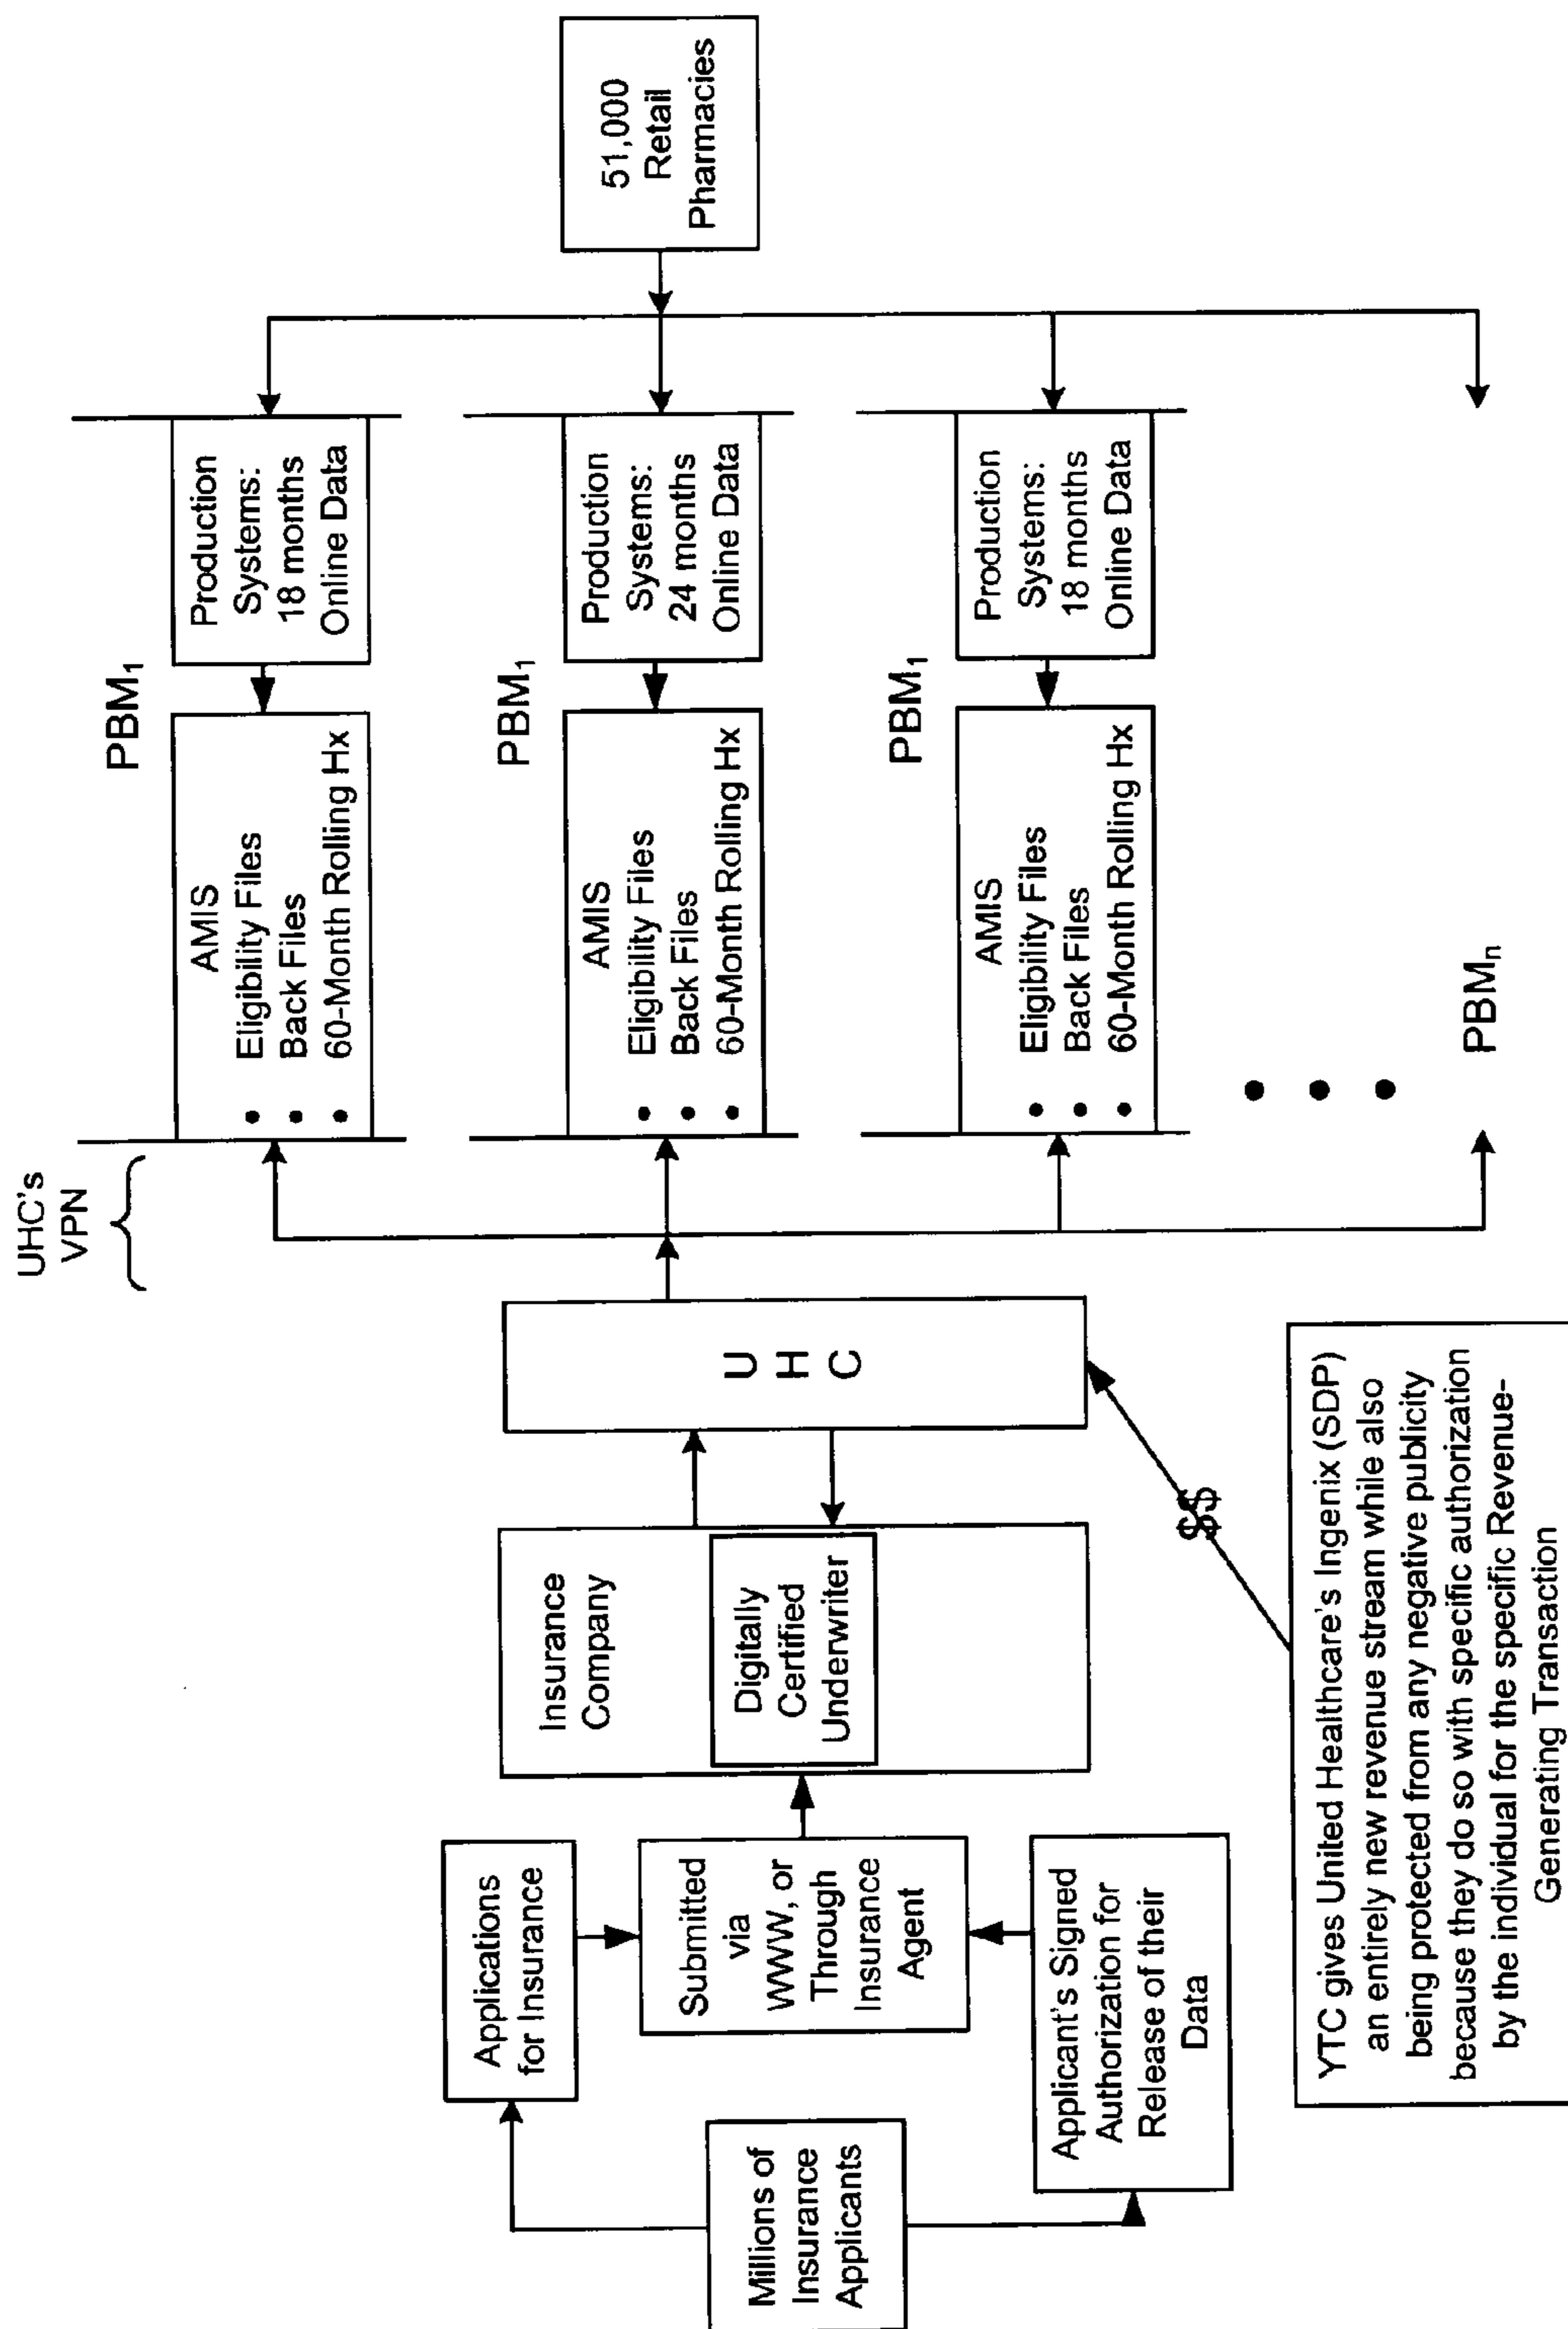 Millions of
Insurance
Applicants
Applications
for Insurance
Submitted
via
WWW, or
Through
Insurance
Agent
Applicant's Signed
Authorization for
Release of their
Data
Insurance
Company
Digitally
Certified
Underwriter
U
H
C
$$
YTC gives United Healthcare's Ingenix (SDP)
an entirely new revenue stream while also
being protected from any negative publicity
because they do so with specific authorization
by the individual for the specific Revenue-
Generating Transaction
UHC's
VPN
PBM₁
AMIS
• Eligibility Files
• Back Files
• 60-Month Rolling Hx
Production
Systems:
18 months
Online Data
PBM₁
AMIS
• Eligibility Files
• Back Files
• 60-Month Rolling Hx
Production
Systems:
24 months
Online Data
PBM₁
AMIS
• Eligibility Files
• Back Files
• 60-Month Rolling Hx
Production
Systems:
18 months
Online Data
PBMₙ
51,000
Retail
Pharmacies